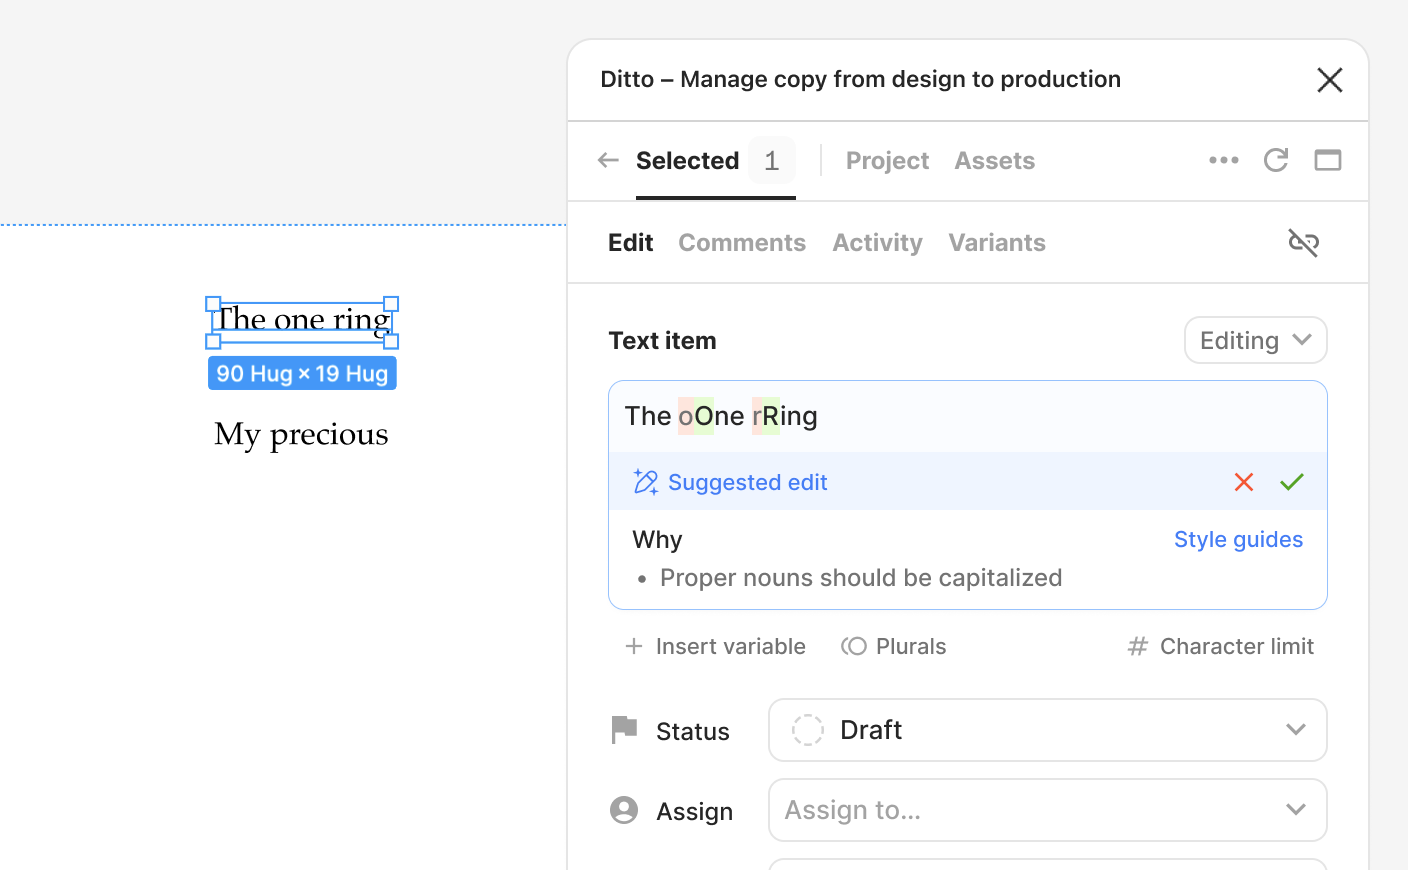 Ditto – Manage copy from design to production
Selected 1 Project Assets
Edit Comments Activity Variants
The one ring
90 Hug × 19 Hug
My precious
Text item Editing
The oOne rRing
Suggested edit
Why Style guides
• Proper nouns should be capitalized
Insert variable Plurals # Character limit
Status Draft
Assign Assign to...